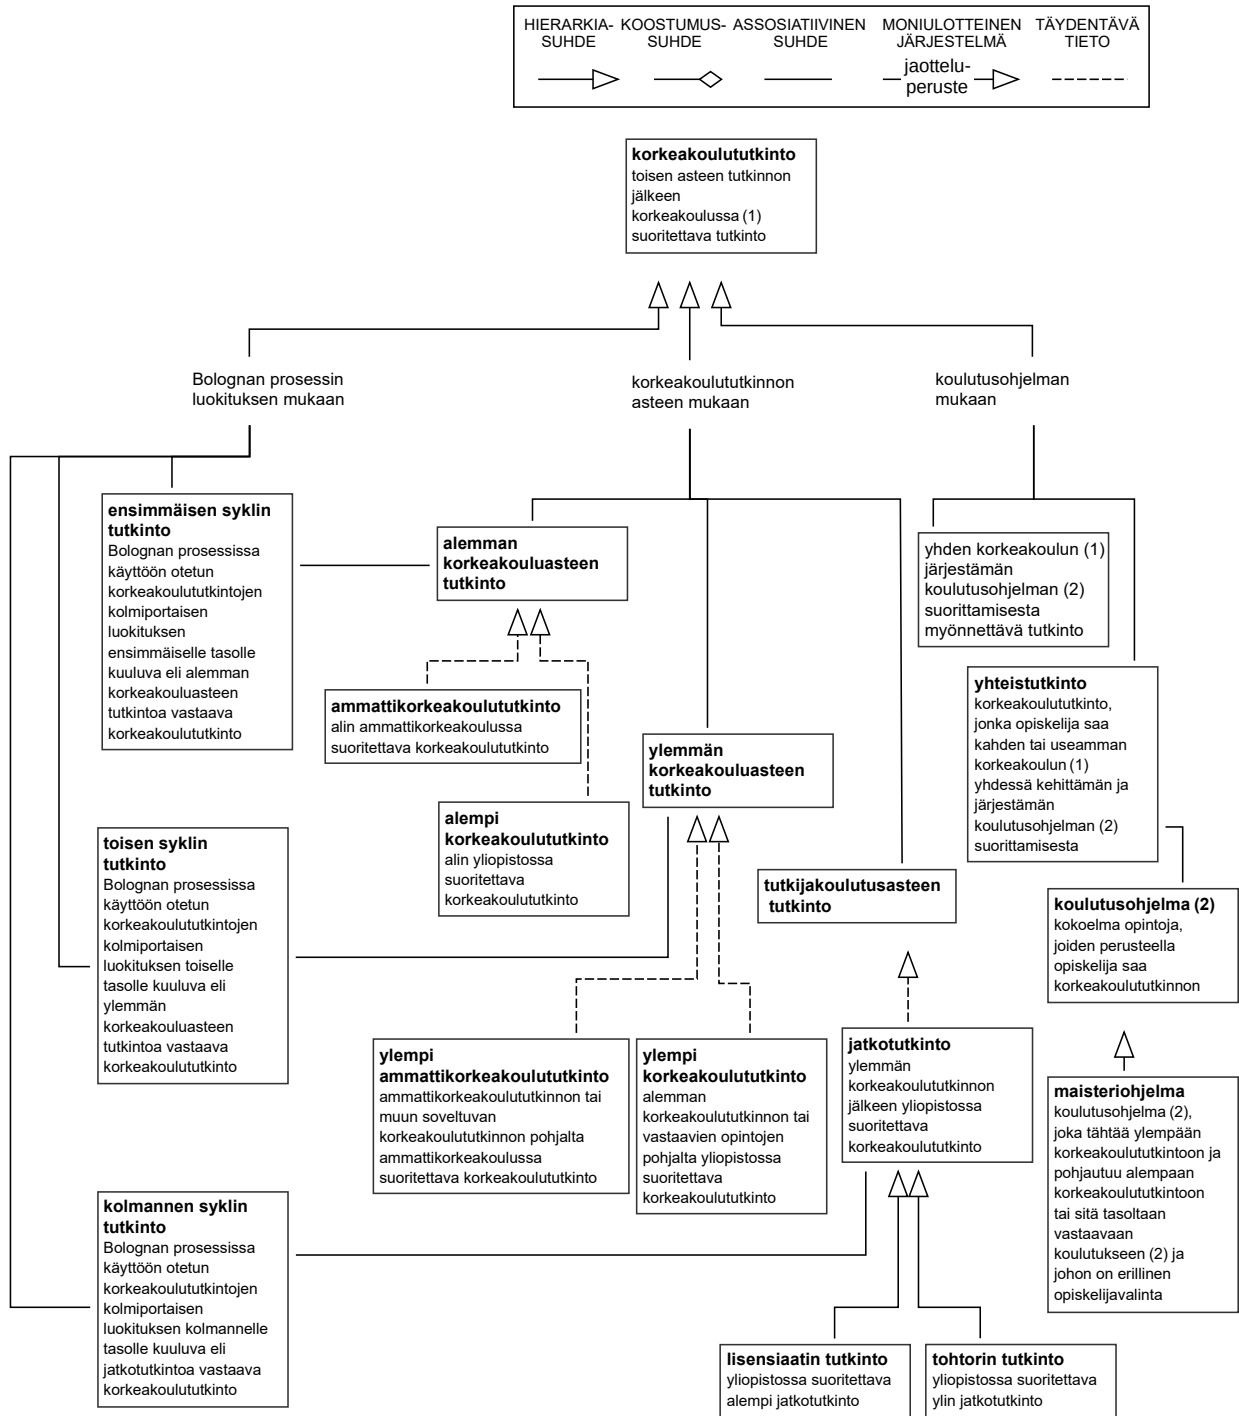 HIERARKIA-
SUHDE
KOOSTUMUS-
SUHDE
ASSOSIATIIVINEN
SUHDE
MONIULOTTEINEN
JÄRJESTELMÄ
TÄYDENTÄVÄ
TIETO
jaottelu-
peruste
korkeakoulututkinto
toisen asteen tutkinnon
jälkeen
korkeakoulussa (1)
suoritettava tutkinto
Bolognan prosessin
luokituksen mukaan
korkeakoulututkinnon
asteen mukaan
koulutusohjelman
mukaan
ensimmäisen syklin
tutkinto
Bolognan prosessissa
käyttöön otetun
korkeakoulututkintojen
kolmiportaisen
luokituksen
ensimmäiselle tasolle
kuuluva eli alemman
korkeakouluasteen
tutkintoa vastaava
korkeakoulututkinto
alemman
korkeakouluasteen
tutkinto
yhden korkeakoulun (1)
järjestämän
koulutusohjelman (2)
suorittamisesta
myönnettävä tutkinto
ammattikorkeakoulututkinto
alin ammattikorkeakoulussa
suoritettava korkeakoulututkinto
yhteistutkinto
korkeakoulututkinto,
jonka opiskelija saa
kahden tai useamman
korkeakoulun (1)
yhdessä kehittämän ja
järjestämän
koulutusohjelman (2)
suorittamisesta
ylemmän
korkeakouluasteen
tutkinto
alempi
korkeakoulututkinto
alin yliopistossa
suoritettava
korkeakoulututkinto
toisen syklin
tutkinto
Bolognan prosessissa
käyttöön otetun
korkeakoulututkintojen
kolmiportaisen
luokituksen toiselle
tasolle kuuluva eli
ylemmän
korkeakouluasteen
tutkintoa vastaava
korkeakoulututkinto
tutkijakoulutusasteen
tutkinto
koulutusohjelma (2)
kokoelma opintoja,
joiden perusteella
opiskelija saa
korkeakoulututkinnon
ylempi
ammattikorkeakoulututkinto
ammattikorkeakoulututkinnon tai
muun soveltuvan
korkeakoulututkinnon pohjalta
ammattikorkeakoulussa
suoritettava korkeakoulututkinto
ylempi
korkeakoulututkinto
alemman
korkeakoulututkinnon tai
vastaavien opintojen
pohjalta yliopistossa
suoritettava
korkeakoulututkinto
jatkotutkinto
ylemmän
korkeakoulututkinnon
jälkeen yliopistossa
suoritettava
korkeakoulututkinto
maisteriohjelma
koulutusohjelma (2),
joka tähtää ylempään
korkeakoulututkintoon ja
pohjautuu alempaan
korkeakoulututkintoon
tai sitä tasoltaan
vastaavaan
koulutukseen (2) ja
johon on erillinen
opiskelijavalinta
kolmannen syklin
tutkinto
Bolognan prosessissa
käyttöön otetun
korkeakoulututkintojen
kolmiportaisen
luokituksen kolmannelle
tasolle kuuluva eli
jatkotutkintoa vastaava
korkeakoulututkinto
lisensiaatin tutkinto
yliopistossa suoritettava
alempi jatkotutkinto
tohtorin tutkinto
yliopistossa suoritettava
ylin jatkotutkinto